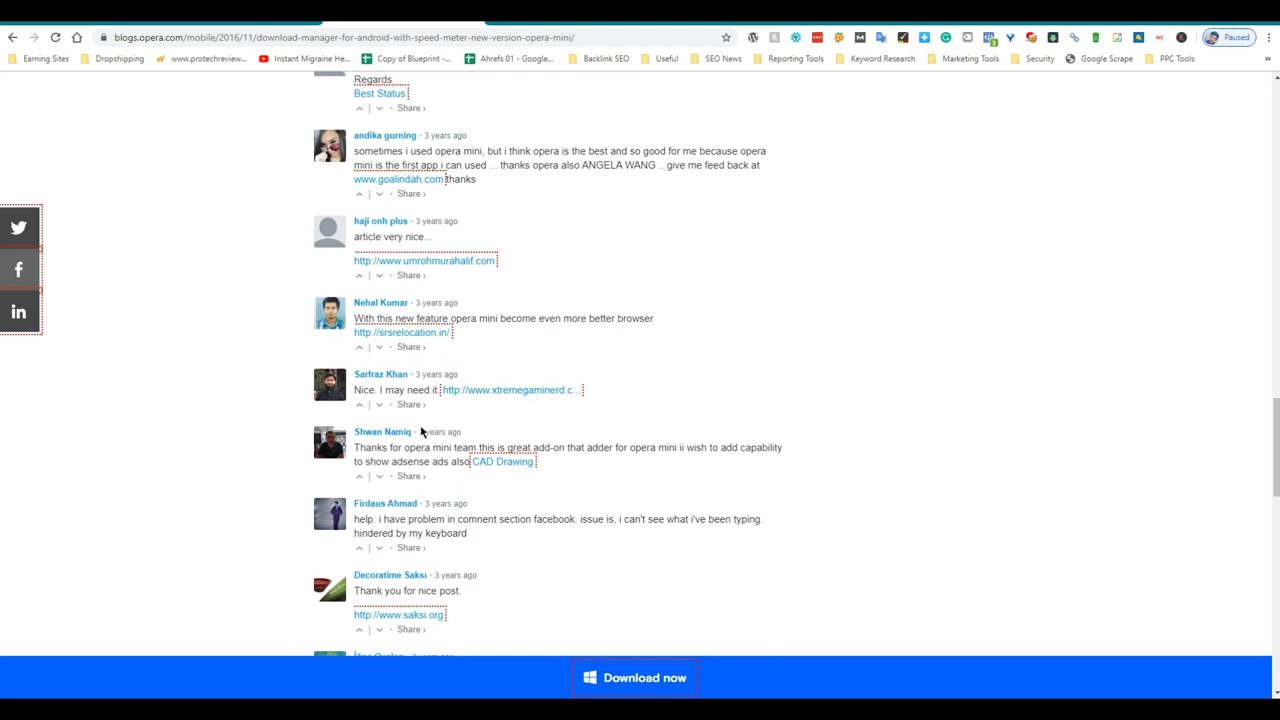 blogs.opera.com/mobile/2016/11/download-manager-for-android-with-speed-meter-new-version-opera-mini/
Paused
Earning Sites Dropshipping www.protechreview... Instant Migraine He... Copy of Blueprint -... Ahrefs 01 - Google... Backlink SEO Useful SEO News Reporting Tools Keyword Research Marketing Tools Security Google Scrape PPC Tools »
Regards
Best Status
Share ›
andika gurning • 3 years ago
sometimes i used opera mini, but i think opera is the best and so good for me because opera
mini is the first app i can used ... thanks opera also ANGELA WANG .. give me feed back at
www.goalindah.com thanks
Share ›
haji onh plus • 3 years ago
article very nice...
http://www.umrohmurahalif.com
Share ›
Nehal Kumar • 3 years ago
With this new feature opera mini become even more better browser
http://srsrelocation.in/
Share ›
Sarfraz Khan • 3 years ago
Nice. I may need it. http://www.xtremegaminerd.c...
Share ›
Shwan Namiq • years ago
Thanks for opera mini team this is great add-on that adder for opera mini ii wish to add capability
to show adsense ads also CAD Drawing
Share ›
Firdaus Ahmad • 3 years ago
help. i have problem in comnent section facebook. issue is, i can't see what i've been typing.
hindered by my keyboard
Share ›
Decoratime Saksı • 3 years ago
Thank you for nice post.
http://www.saksi.org
Share ›
Download now